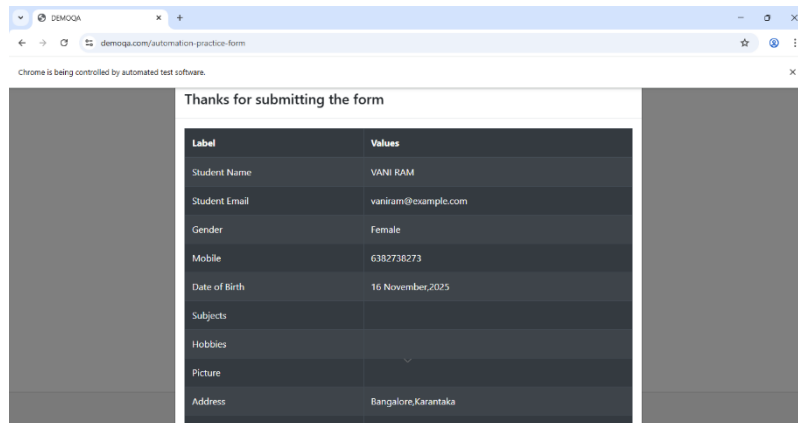 DEMOQA
demoqa.com/automation-practice-form
Chrome is being controlled by automated test software.
Thanks for submitting the form
Label Values
Student Name VANI RAM
Student Email vaniram@example.com
Gender Female
Mobile 6382738273
Date of Birth 16 November,2025
Subjects
Hobbies
Picture
Address Bangalore,Karantaka